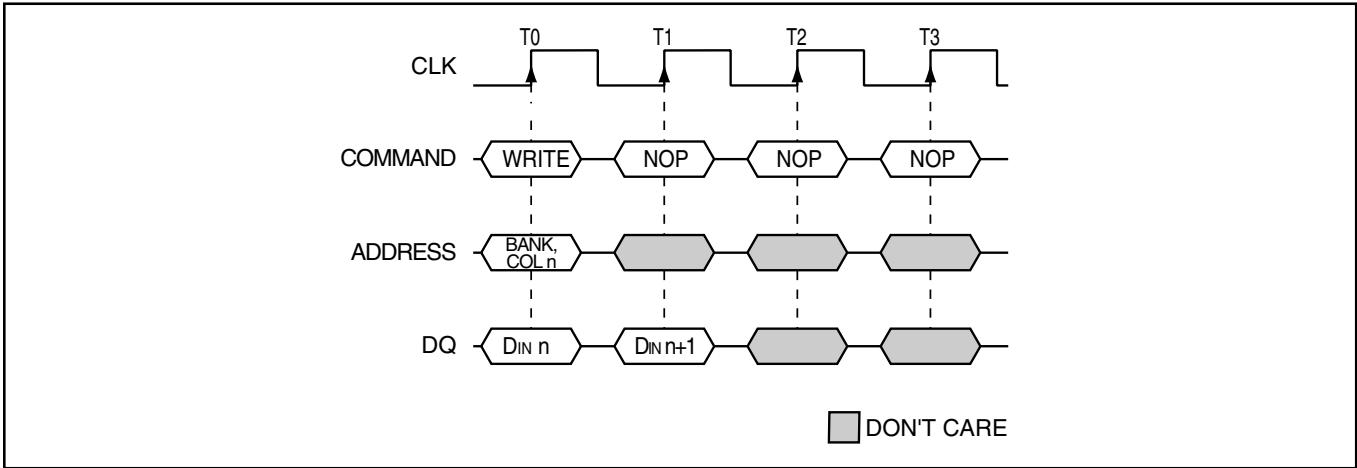 T0 T1 T2 T3
CLK
COMMAND WRITE NOP NOP NOP
ADDRESS BANK,
COL n
DQ DIN n DIN n+1
DON'T CARE